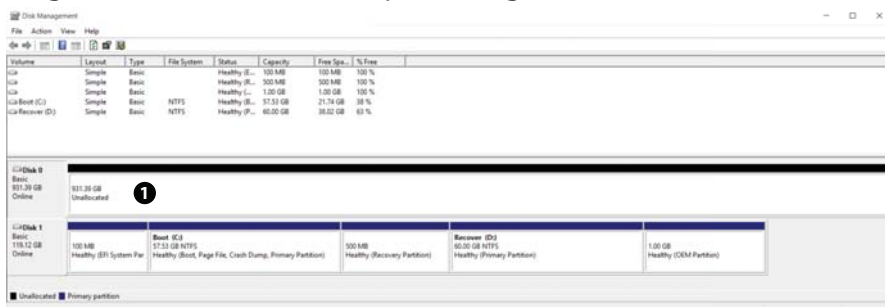 Disk Management
File Action View Help
Volume Layout Type File System Status Capacity Free Spa... % Free
Simple Basic Healthy (E... 100 MB 100 MB 100 %
Simple Basic Healthy (R... 500 MB 500 MB 100 %
Simple Basic Healthy (... 1.00 GB 1.00 GB 100 %
Boot (C:) Simple Basic NTFS Healthy (B... 57.53 GB 21.74 GB 38 %
Recover (D:) Simple Basic NTFS Healthy (P... 60.00 GB 38.02 GB 63 %
Disk 0
Basic
931.39 GB
Online
931.39 GB
Unallocated
1
Disk 1
Basic
119.12 GB
Online
100 MB
Healthy (EFI System Par
Boot (C:)
57.53 GB NTFS
Healthy (Boot, Page File, Crash Dump, Primary Partition)
500 MB
Healthy (Recovery Partition)
Recover (D:)
60.00 GB NTFS
Healthy (Primary Partition)
1.00 GB
Healthy (OEM Partition)
Unallocated Primary partition